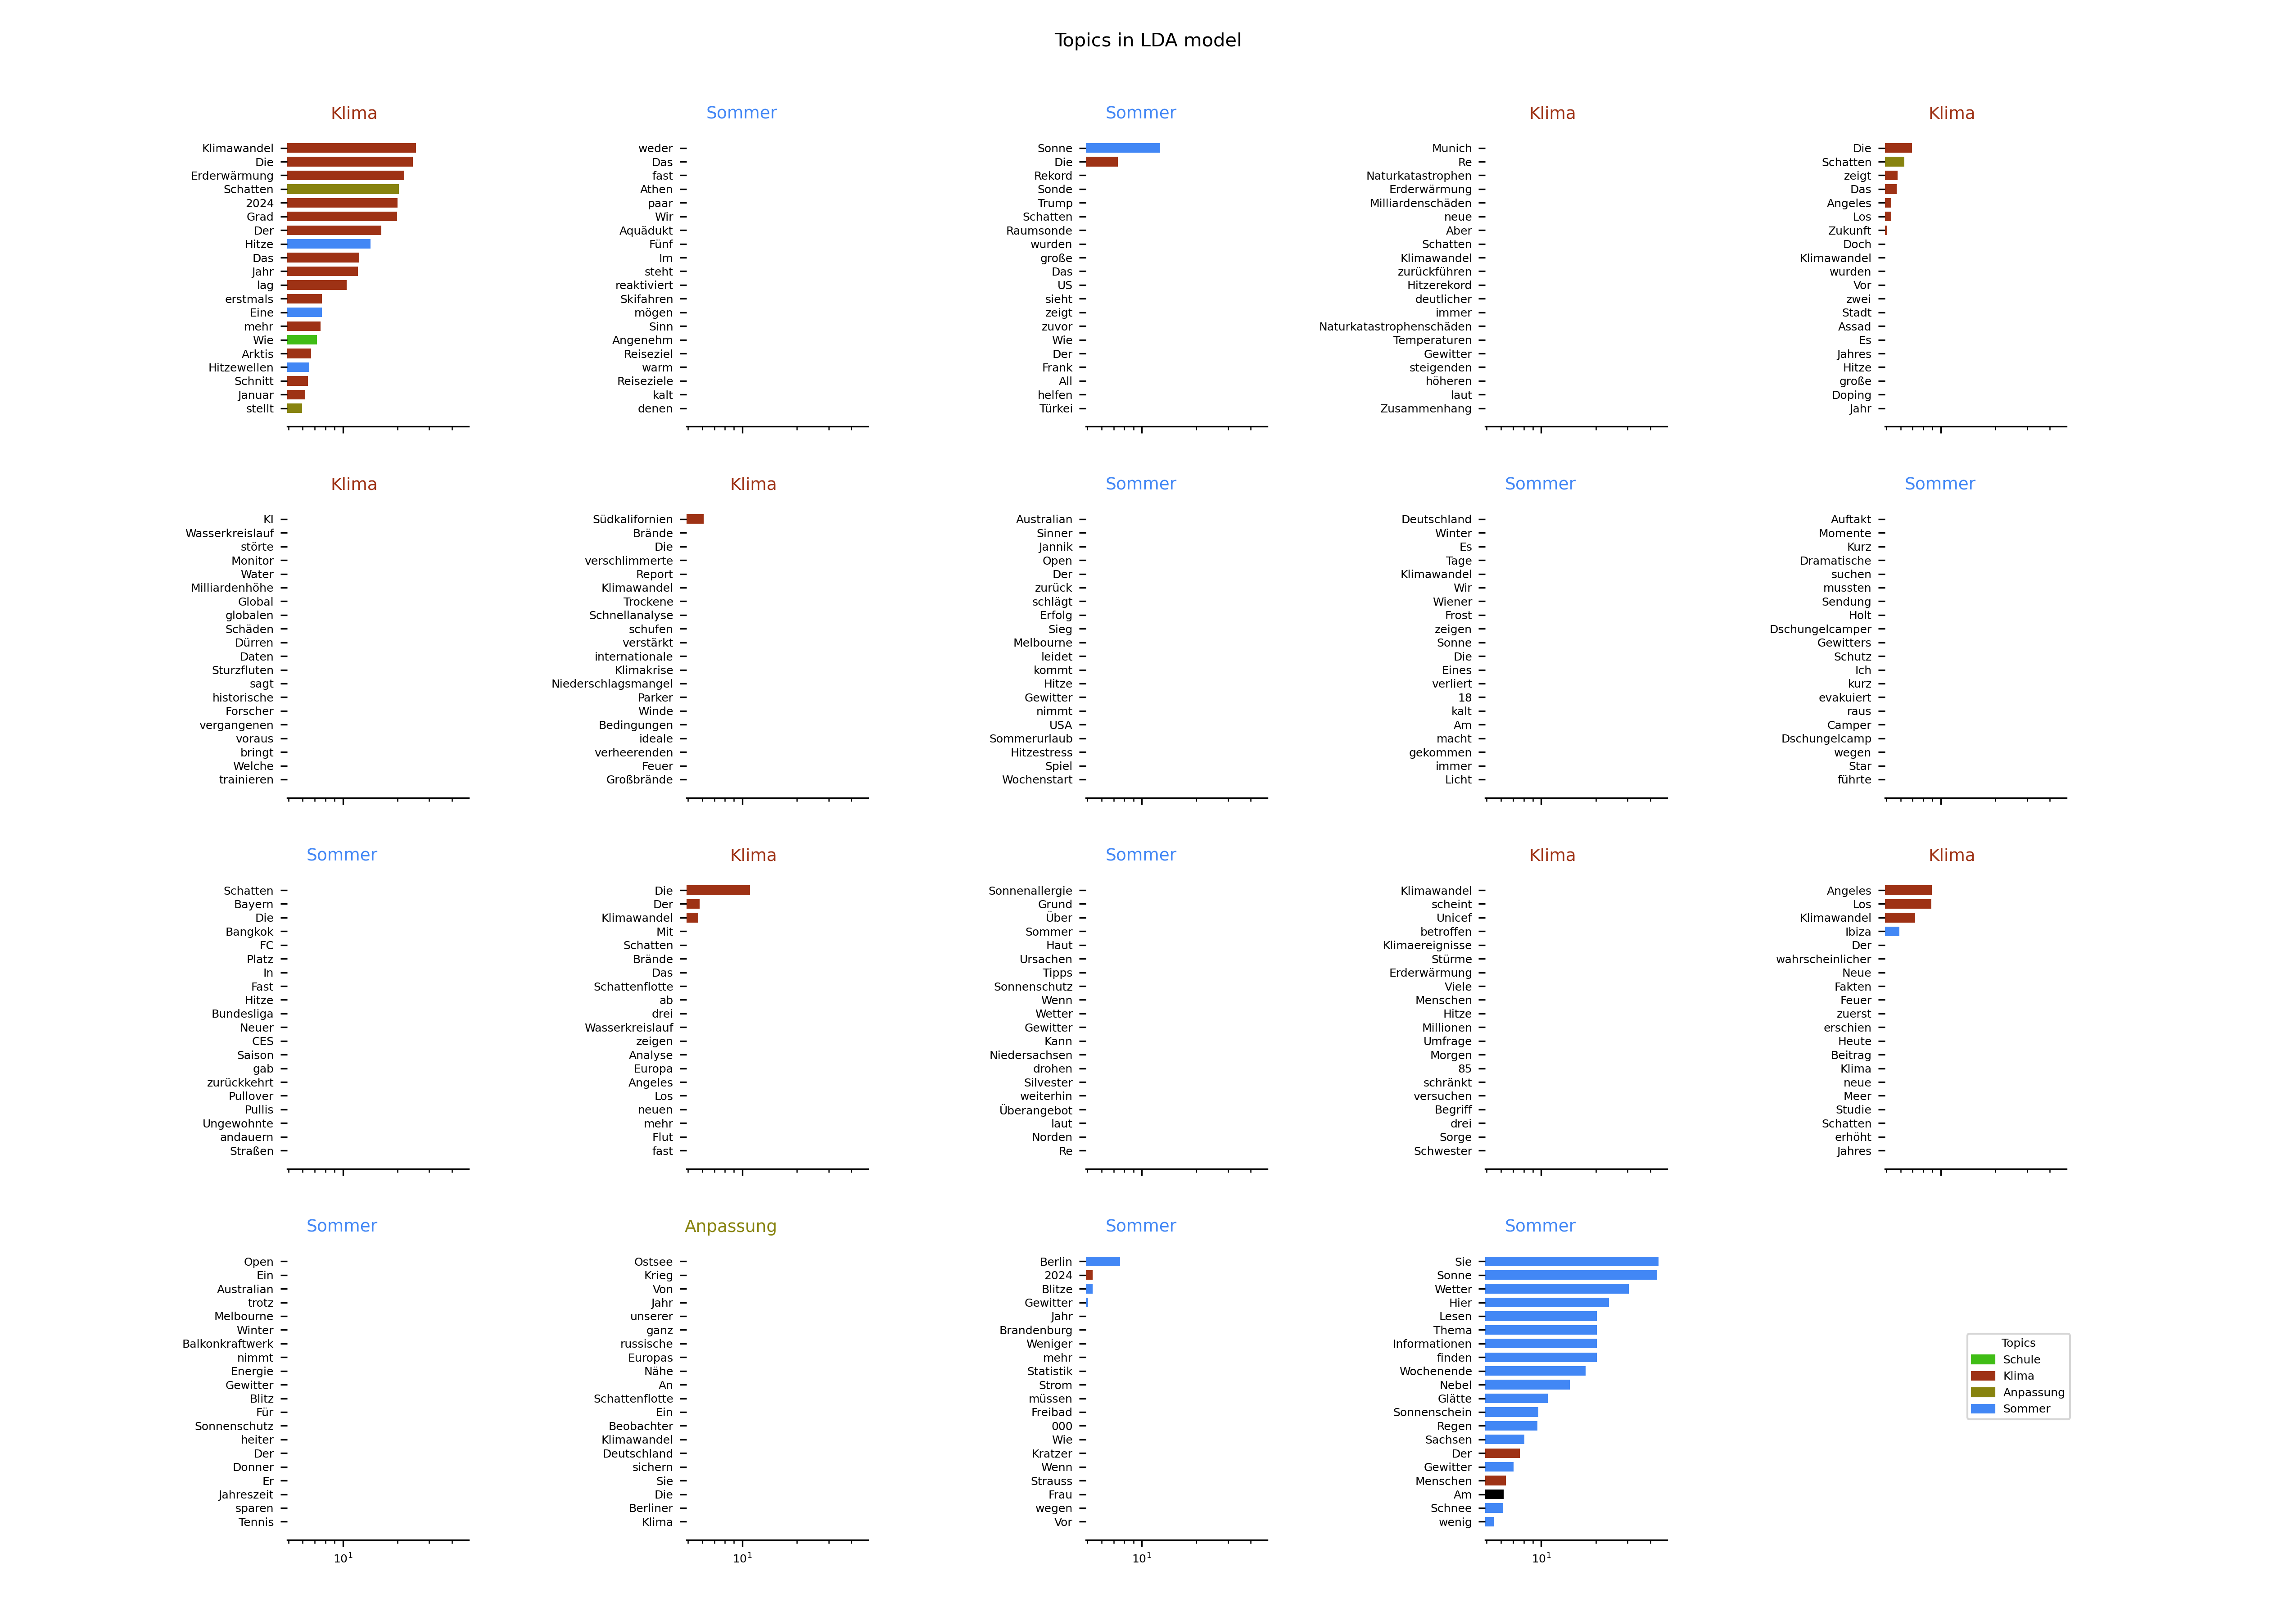 Topics in LDA model
Klima
Klimawandel
Die
Erderwärmung
Schatten
2024
Grad
Der
Hitze
Das
Jahr
lag
erstmals
Eine
mehr
Wie
Arktis
Hitzewellen
Schnitt
Januar
stellt
Sommer
weder
Das
fast
Athen
paar
Wir
Aquädukt
Fünf
Im
steht
reaktiviert
Skifahren
mögen
Sinn
Angenehm
Reiseziel
warm
Reiseziele
kalt
denen
Sommer
Sonne
Die
Rekord
Sonde
Trump
Schatten
Raumsonde
wurden
große
Das
US
sieht
zeigt
zuvor
Wie
Der
Frank
All
helfen
Türkei
Klima
Munich
Re
Naturkatastrophen
Erderwärmung
Milliardenschäden
neue
Aber
Schatten
Klimawandel
zurückführen
Hitzerekord
deutlicher
immer
Naturkatastrophenschäden
Temperaturen
Gewitter
steigenden
höheren
laut
Zusammenhang
Klima
Die
Schatten
zeigt
Das
Angeles
Los
Zukunft
Doch
Klimawandel
wurden
Vor
zwei
Stadt
Assad
Es
Jahres
Hitze
große
Doping
Jahr
Klima
KI
Wasserkreislauf
störte
Monitor
Water
Milliardenhöhe
Global
globalen
Schäden
Dürren
Daten
Sturzfluten
sagt
historische
Forscher
vergangenen
voraus
bringt
Welche
trainieren
Klima
Südkalifornien
Brände
Die
verschlimmerte
Report
Klimawandel
Trockene
Schnellanalyse
schufen
verstärkt
internationale
Klimakrise
Niederschlagsmangel
Parker
Winde
Bedingungen
ideale
verheerenden
Feuer
Großbrände
Sommer
Australian
Sinner
Jannik
Open
Der
zurück
schlägt
Erfolg
Sieg
Melbourne
leidet
kommt
Hitze
Gewitter
nimmt
USA
Sommerurlaub
Hitzestress
Spiel
Wochenstart
Sommer
Deutschland
Winter
Es
Tage
Klimawandel
Wir
Wiener
Frost
zeigen
Sonne
Die
Eines
verliert
18
kalt
Am
macht
gekommen
immer
Licht
Sommer
Auftakt
Momente
Kurz
Dramatische
suchen
mussten
Sendung
Holt
Dschungelcamper
Gewitters
Schutz
Ich
kurz
evakuiert
raus
Camper
Dschungelcamp
wegen
Star
führte
Sommer
Schatten
Bayern
Die
Bangkok
FC
Platz
In
Fast
Hitze
Bundesliga
Neuer
CES
Saison
gab
zurückkehrt
Pullover
Pullis
Ungewohnte
andauern
Straßen
Klima
Die
Der
Klimawandel
Mit
Schatten
Brände
Das
Schattenflotte
ab
drei
Wasserkreislauf
zeigen
Analyse
Europa
Angeles
Los
neuen
mehr
Flut
fast
Sommer
Sonnenallergie
Grund
Über
Sommer
Haut
Ursachen
Tipps
Sonnenschutz
Wenn
Wetter
Gewitter
Kann
Niedersachsen
drohen
Silvester
weiterhin
Überangebot
laut
Norden
Re
Klima
Klimawandel
scheint
Unicef
betroffen
Klimaereignisse
Stürme
Erderwärmung
Viele
Menschen
Hitze
Millionen
Umfrage
Morgen
85
schränkt
versuchen
Begriff
drei
Sorge
Schwester
Klima
Angeles
Los
Klimawandel
Ibiza
Der
wahrscheinlicher
Neue
Fakten
Feuer
zuerst
erschien
Heute
Beitrag
Klima
neue
Meer
Studie
Schatten
erhöht
Jahres
Sommer
Open
Ein
Australian
trotz
Melbourne
Winter
Balkonkraftwerk
nimmt
Energie
Gewitter
Blitz
Für
Sonnenschutz
heiter
Der
Donner
Er
Jahreszeit
sparen
Tennis
10¹
Anpassung
Ostsee
Krieg
Von
Jahr
unserer
ganz
russische
Europas
Nähe
An
Schattenflotte
Ein
Beobachter
Klimawandel
Deutschland
sichern
Sie
Die
Berliner
Klima
10¹
Sommer
Berlin
2024
Blitze
Gewitter
Jahr
Brandenburg
Weniger
mehr
Statistik
Strom
müssen
Freibad
000
Wie
Kratzer
Wenn
Strauss
Frau
wegen
Vor
10¹
Sommer
Sie
Sonne
Wetter
Hier
Lesen
Thema
Informationen
finden
Wochenende
Nebel
Glätte
Sonnenschein
Regen
Sachsen
Der
Gewitter
Menschen
Am
Schnee
wenig
10¹
Topics
Schule
Klima
Anpassung
Sommer